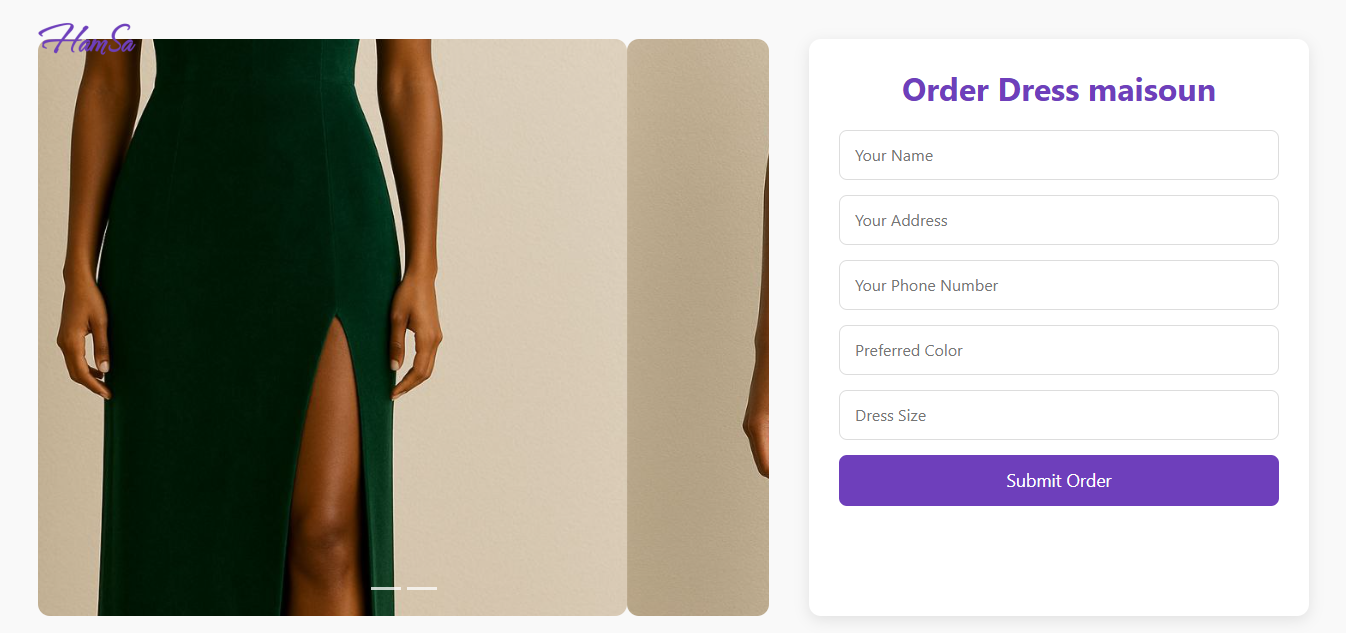 HamSa
Order Dress maisoun
Your Name
Your Address
Your Phone Number
Preferred Color
Dress Size
Submit Order